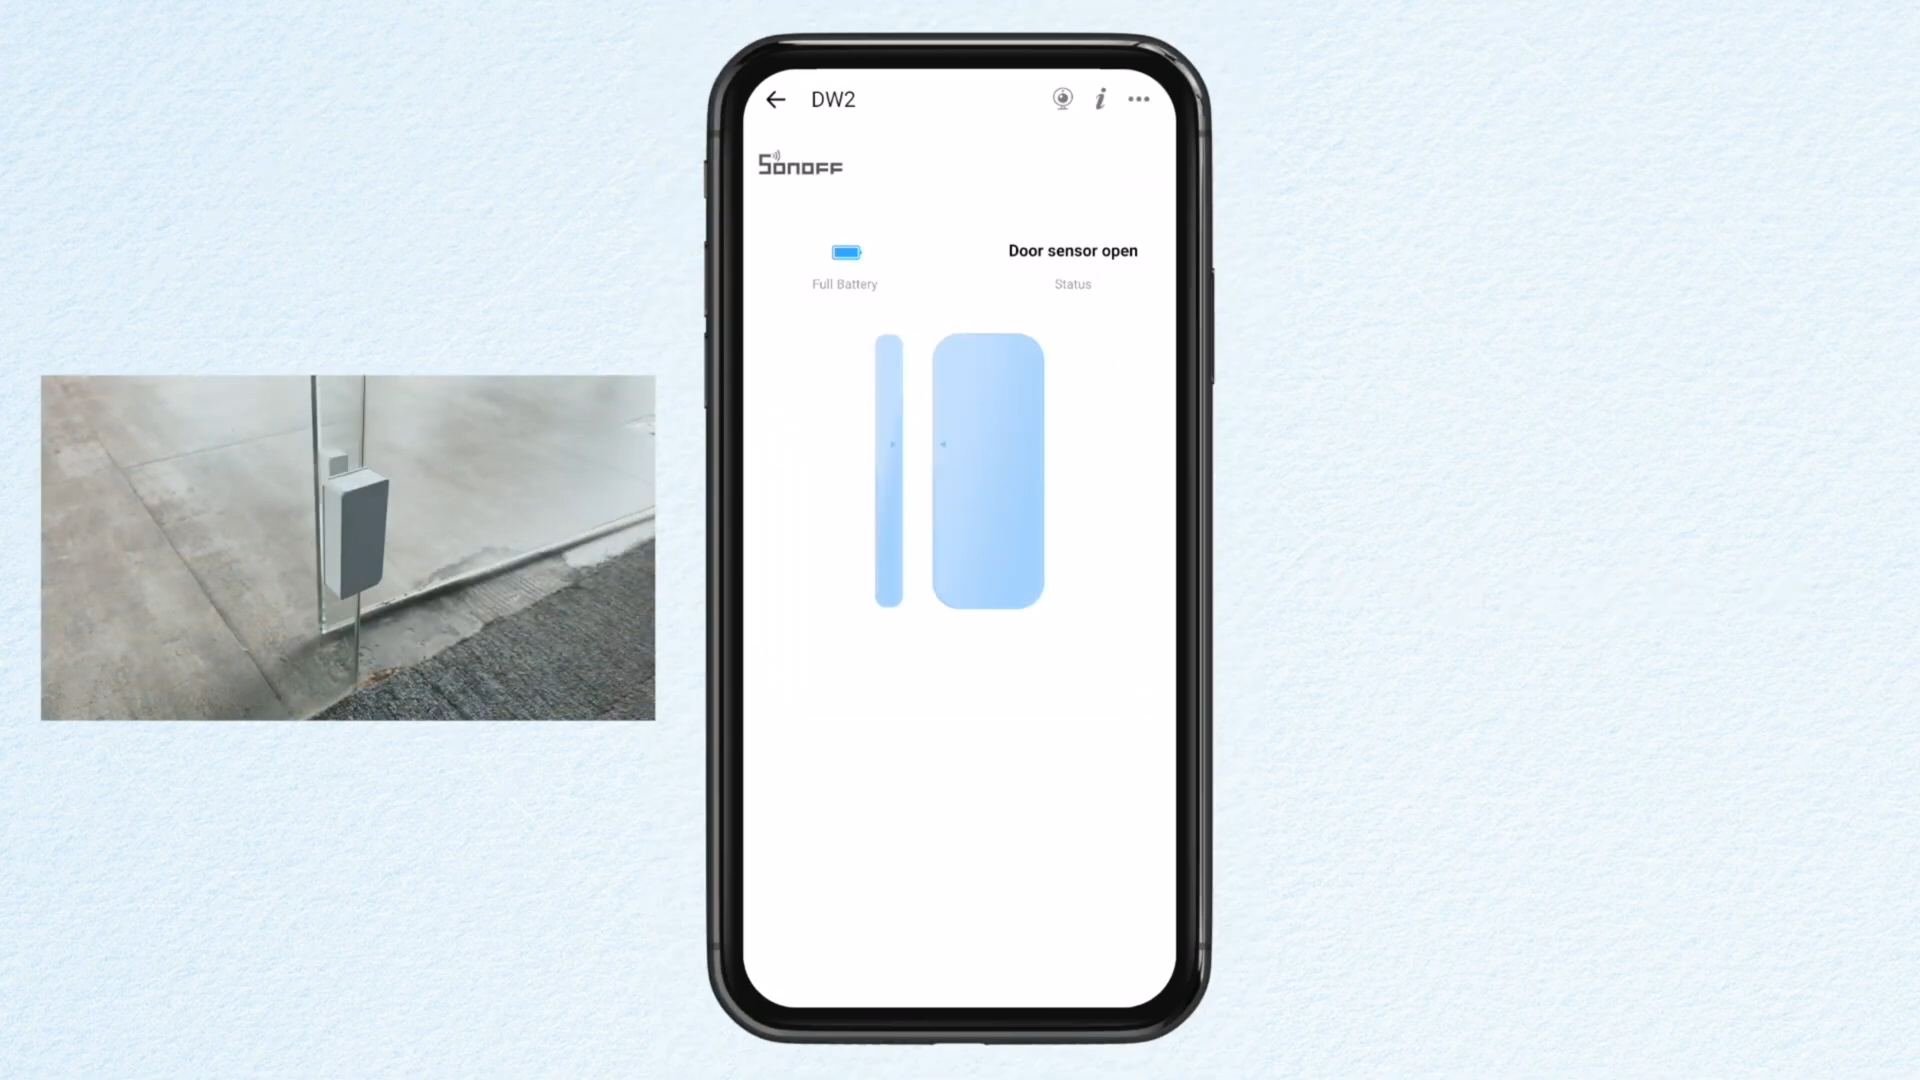 DW2
SONOFF
Door sensor open
Full Battery
Status